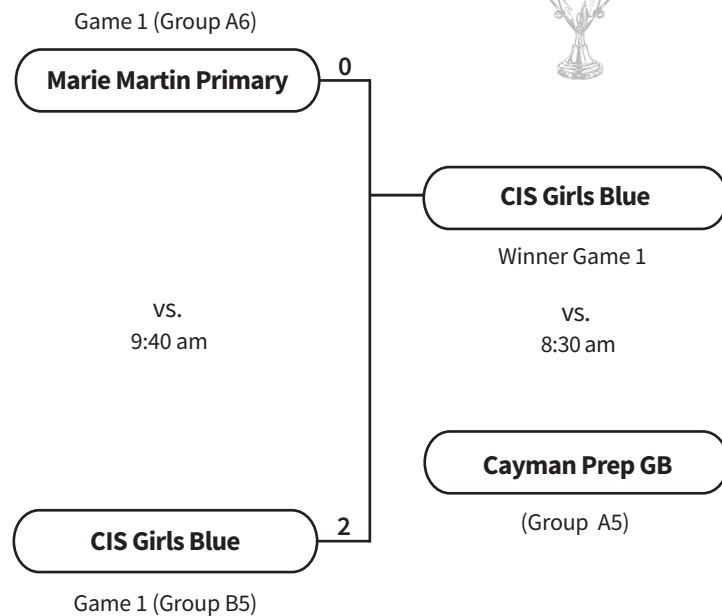 Game 1 (Group A6)
Marie Martin Primary
0
vs.
9:40 am
CIS Girls Blue
2
Game 1 (Group B5)
CIS Girls Blue
Winner Game 1
vs.
8:30 am
Cayman Prep GB
(Group A5)